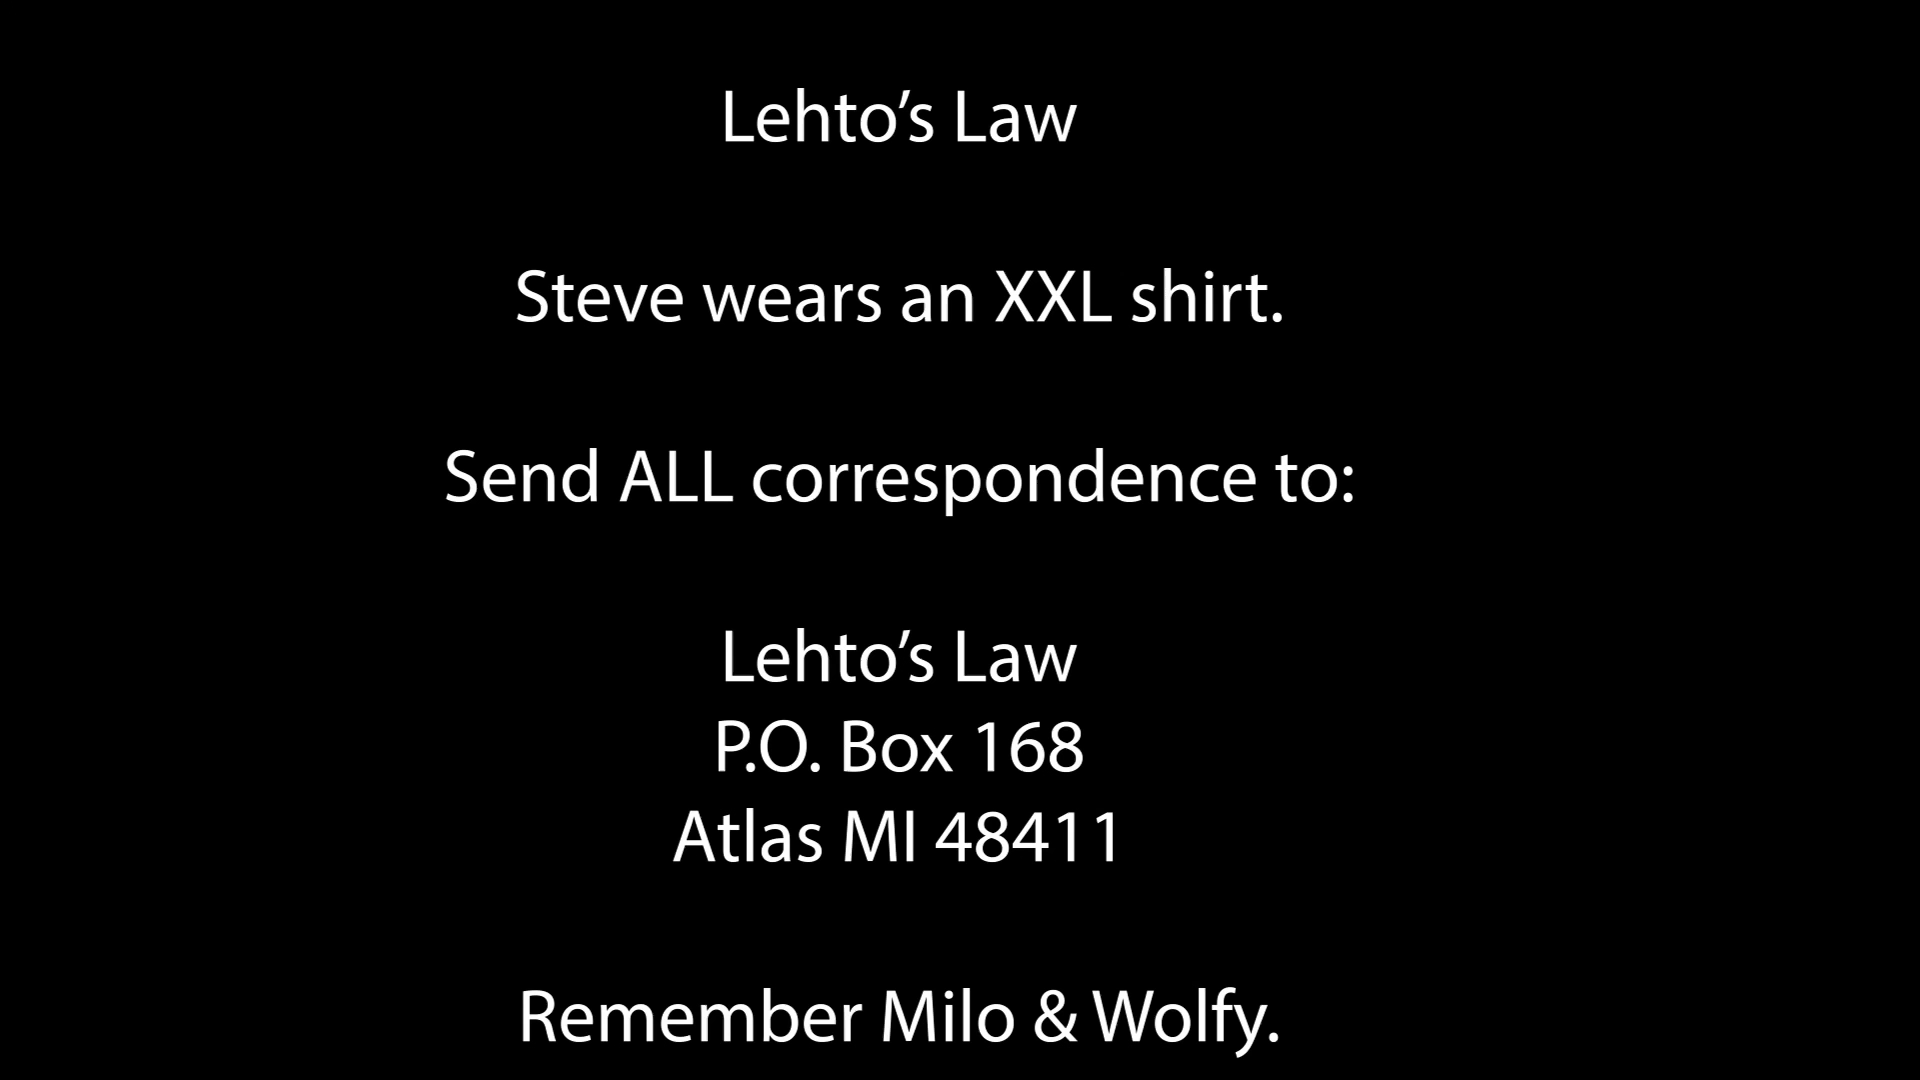 Lehto’s Law
Steve wears an XXL shirt.
Send ALL correspondence to:
Lehto’s Law
P.O. Box 168
Atlas MI 48411
Remember Milo & Wolfy.